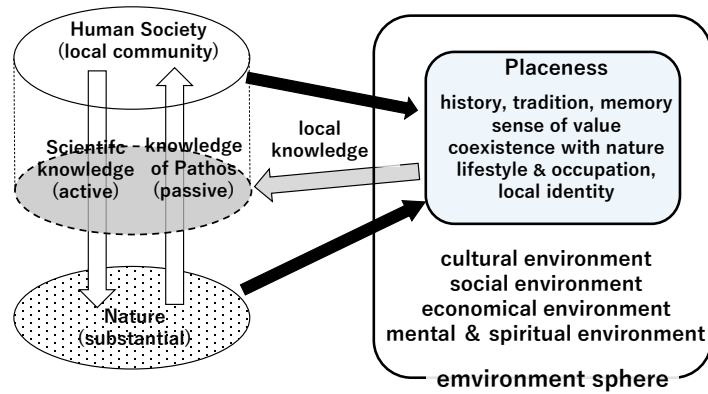 Human Society
(local community)
Scientifc
knowledge
(active)
knowledge
of Pathos
(passive)
Nature
(substantial)
local
knowledge
Placeness
history, tradition, memory
sense of value
coexistence with nature
lifestyle & occupation,
local identity
cultural environment
social environment
economical environment
mental & spiritual environment
emvironment sphere